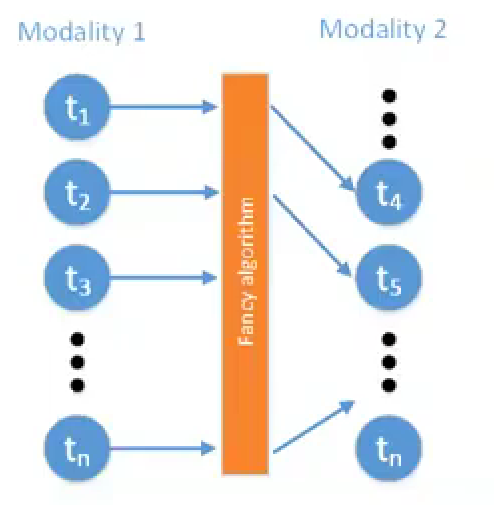 Modality 1
Modality 2
t₁
t₂
t₃
tₙ
Fancy algorithm
t₄
t₅
tₙ